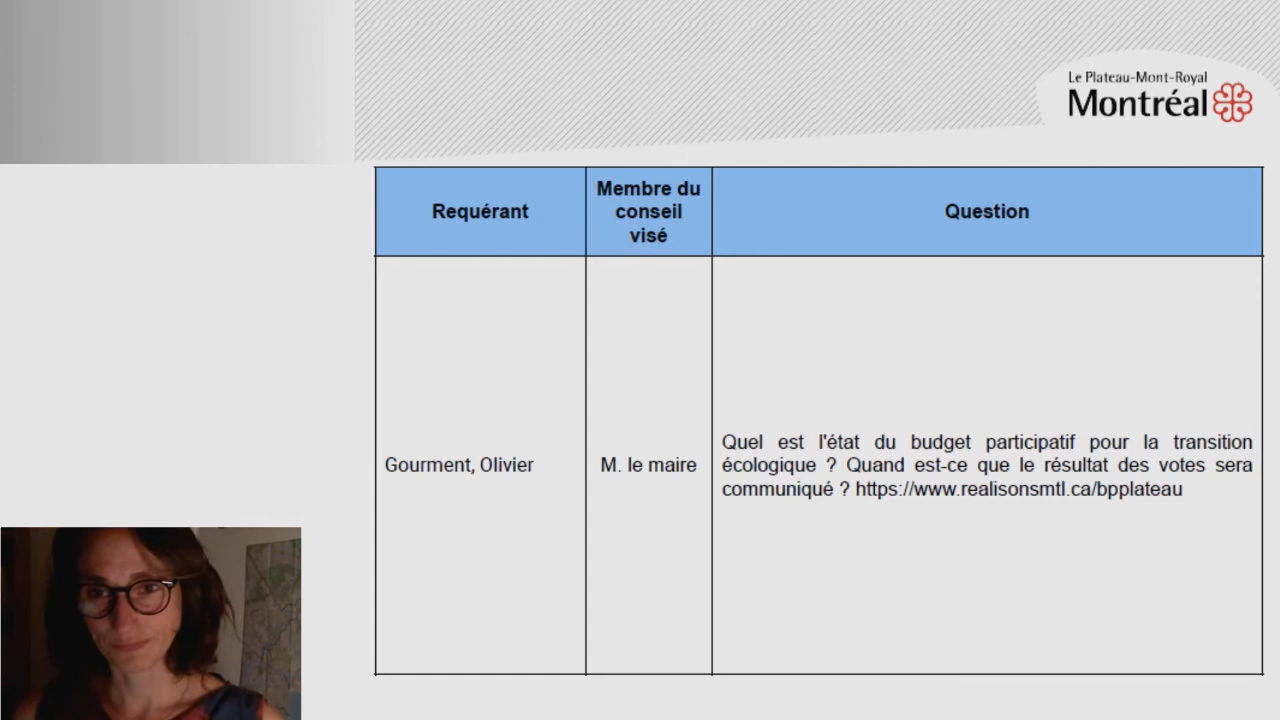 Le Plateau-Mont-Royal
Montréal
Requérant
Membre du
conseil
visé
Question
Gourment, Olivier
M. le maire
Quel est l'état du budget participatif pour la transition
écologique ? Quand est-ce que le résultat des votes sera
communiqué ? https://www.realisonsmtl.ca/bpplateau